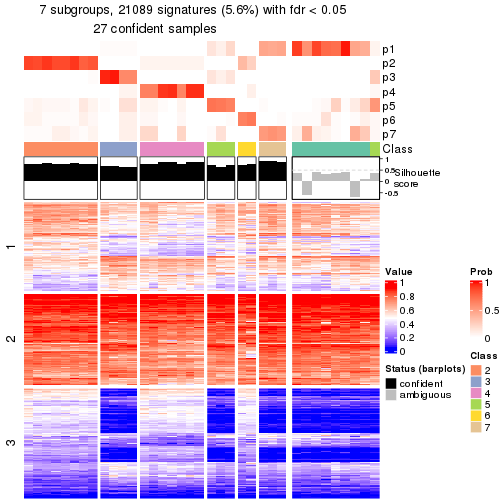 7 subgroups, 21089 signatures (5.6%) with fdr < 0.05
27 confident samples
p1
p2
p3
p4
p5
p6
p7
Class
1
0.5
0
-0.5
Silhouette
score
1
2
3
Value
1
0.8
0.6
0.4
0.2
0
Status (barplots)
confident
ambiguous
Prob
1
0.5
0
Class
2
3
4
5
6
7